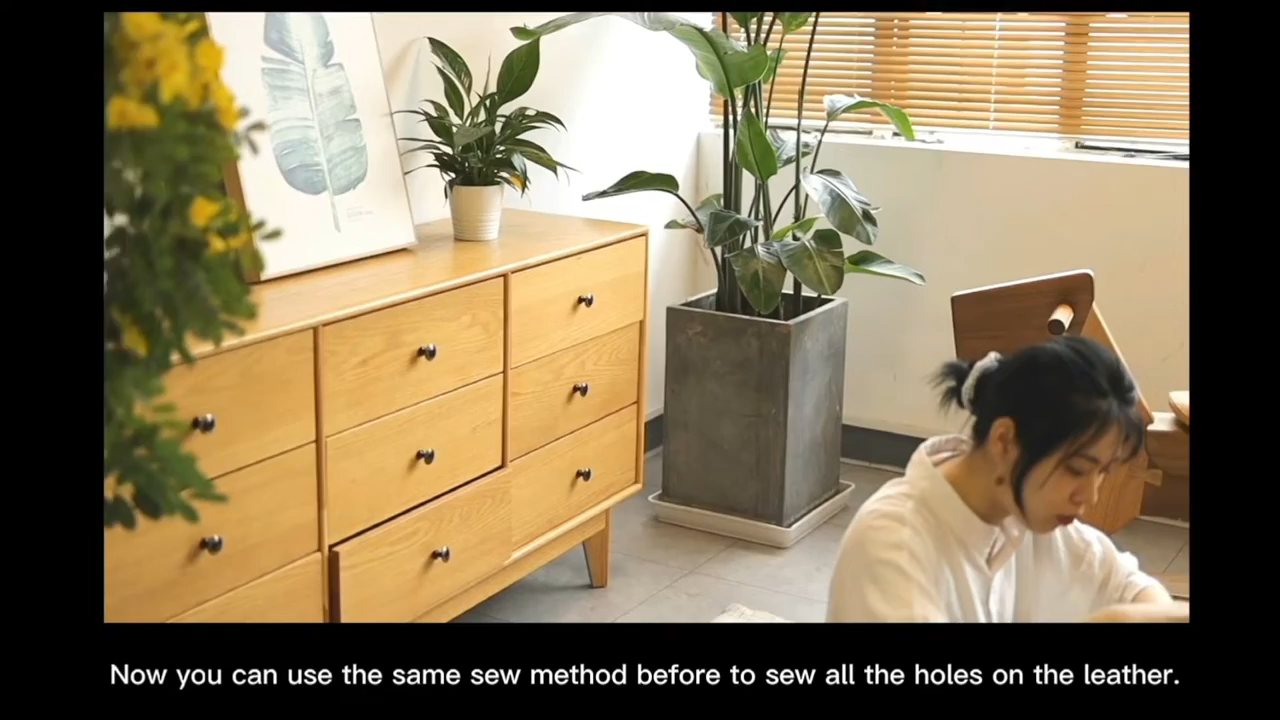 Now you can use the same sew method before to sew all the holes on the leather.